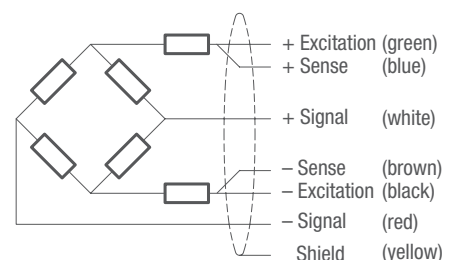 + Excitation (green)
+ Sense (blue)
+ Signal (white)
– Sense (brown)
– Excitation (black)
– Signal (red)
Shield (yellow)